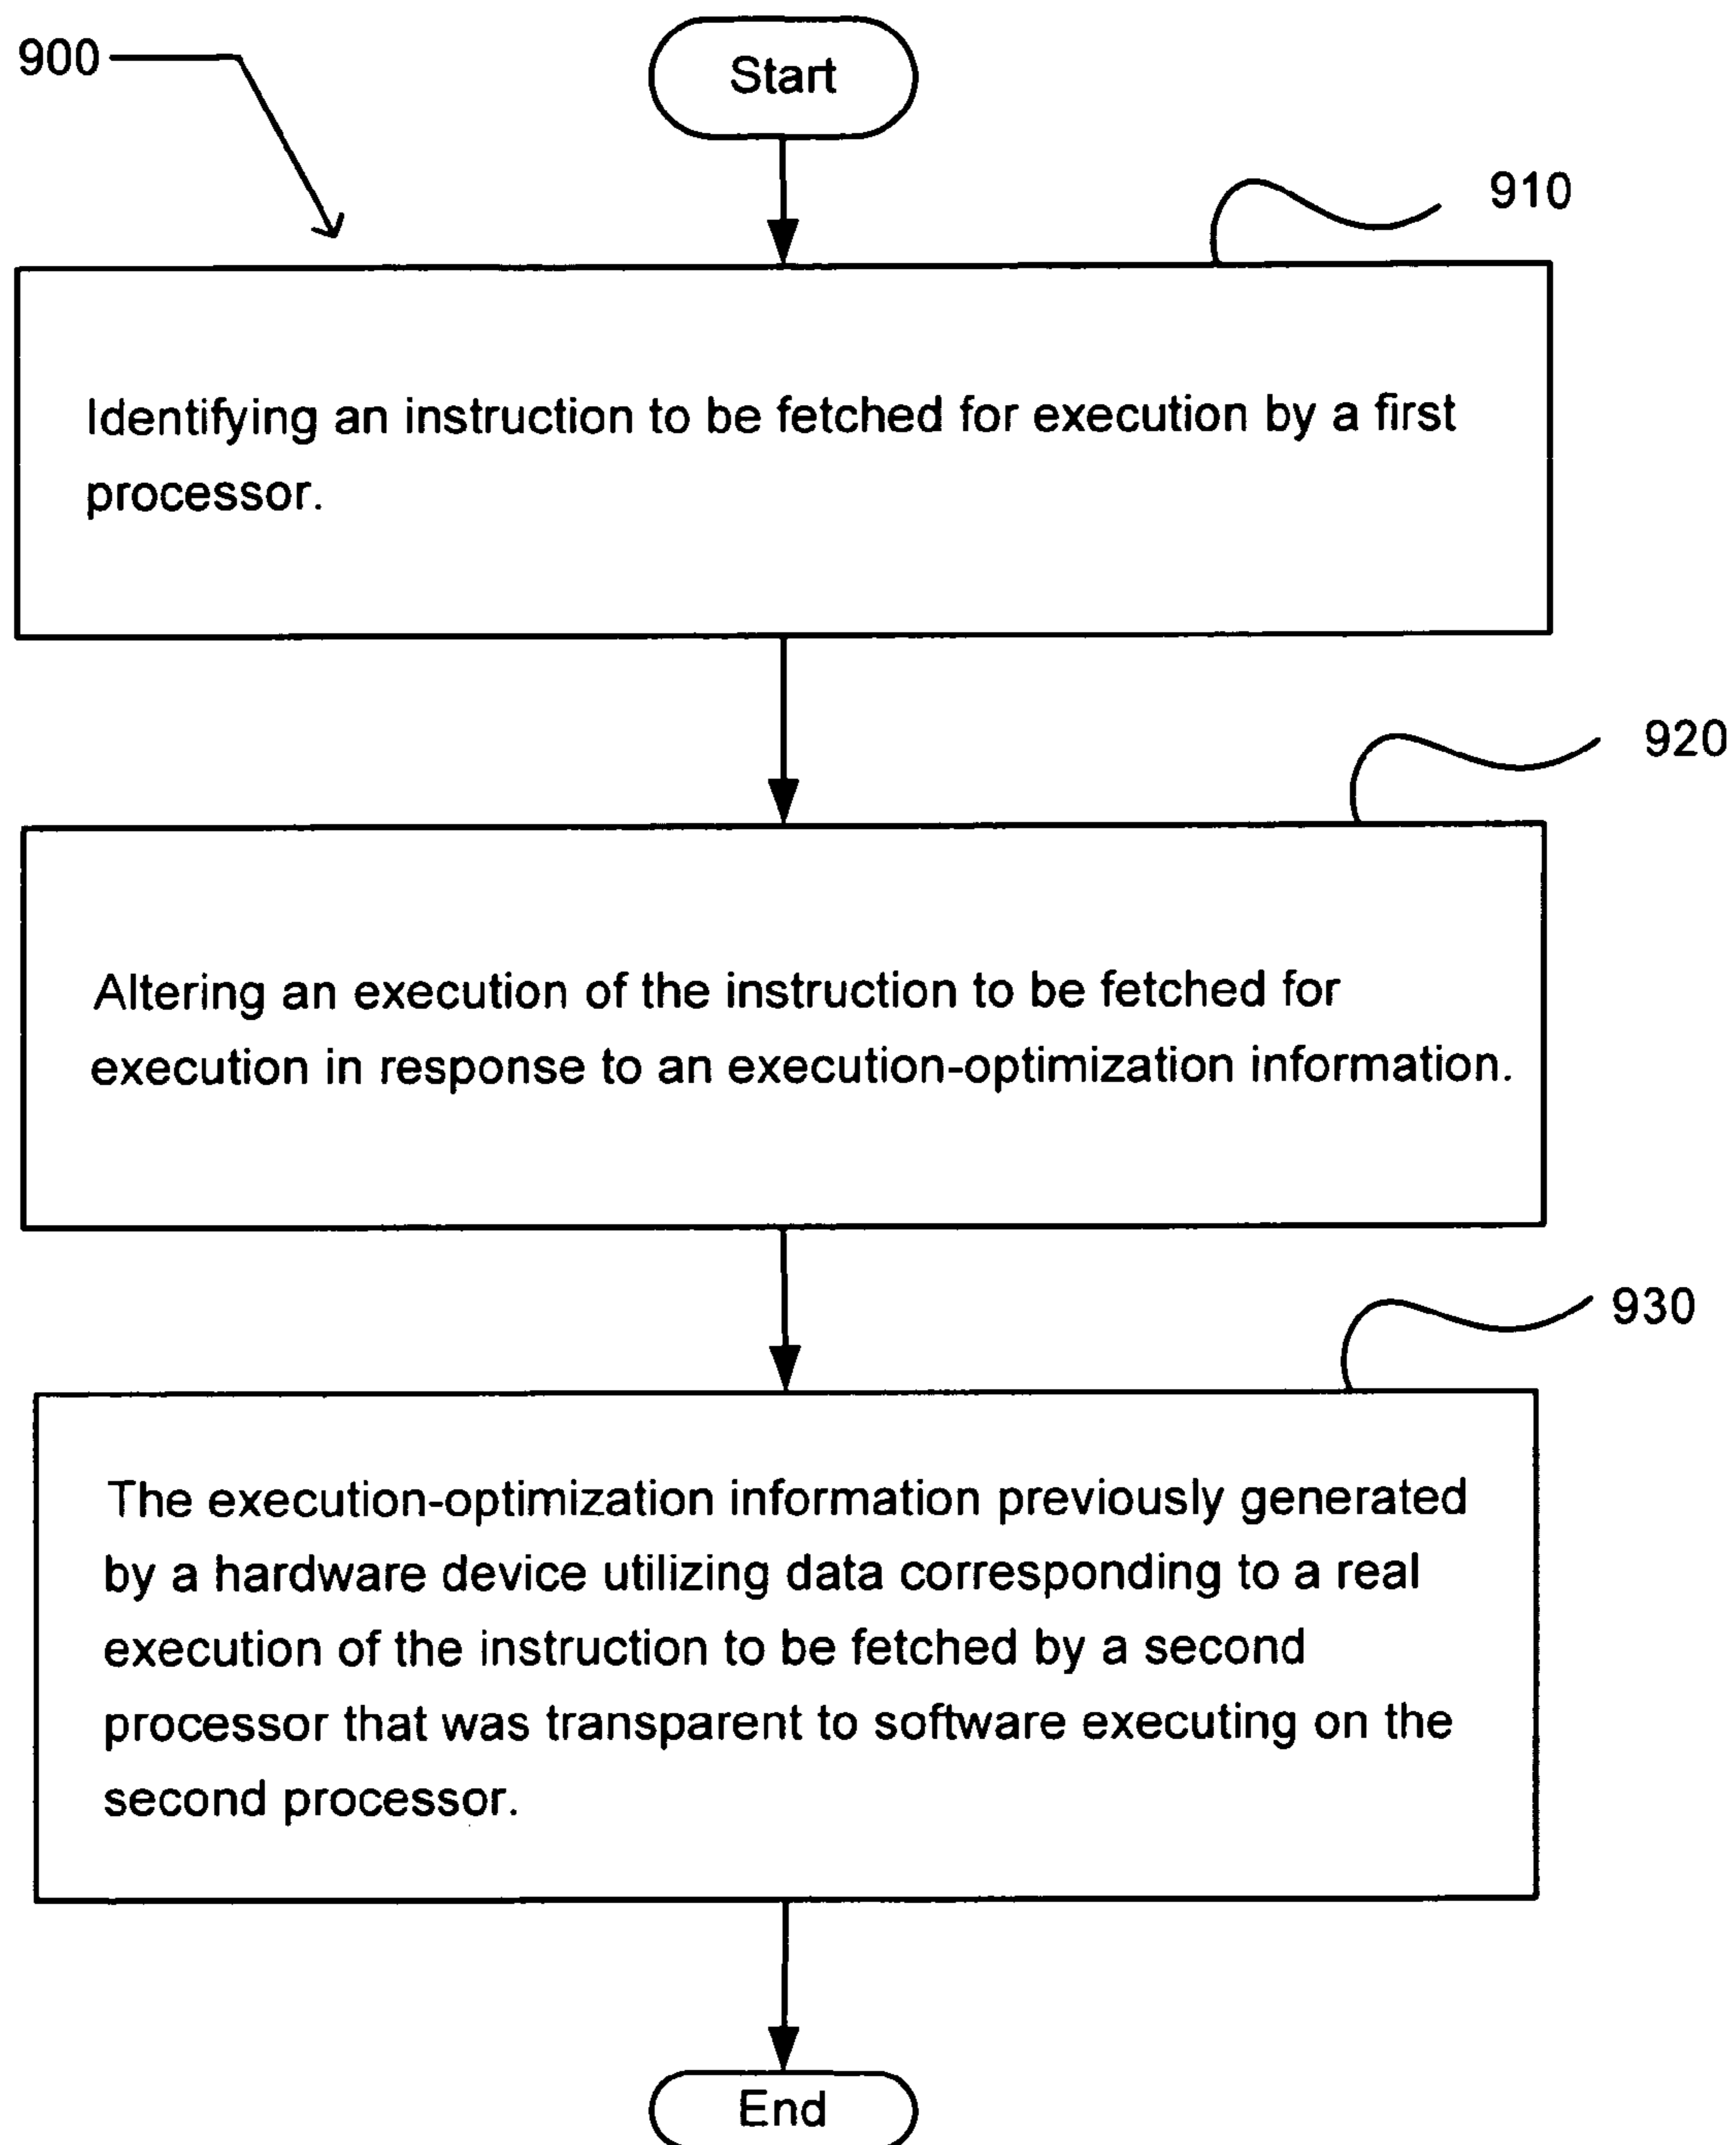 900
Start
910
Identifying an instruction to be fetched for execution by a first
processor.
920
Altering an execution of the instruction to be fetched for
execution in response to an execution-optimization information.
930
The execution-optimization information previously generated
by a hardware device utilizing data corresponding to a real
execution of the instruction to be fetched by a second
processor that was transparent to software executing on the
second processor.
End